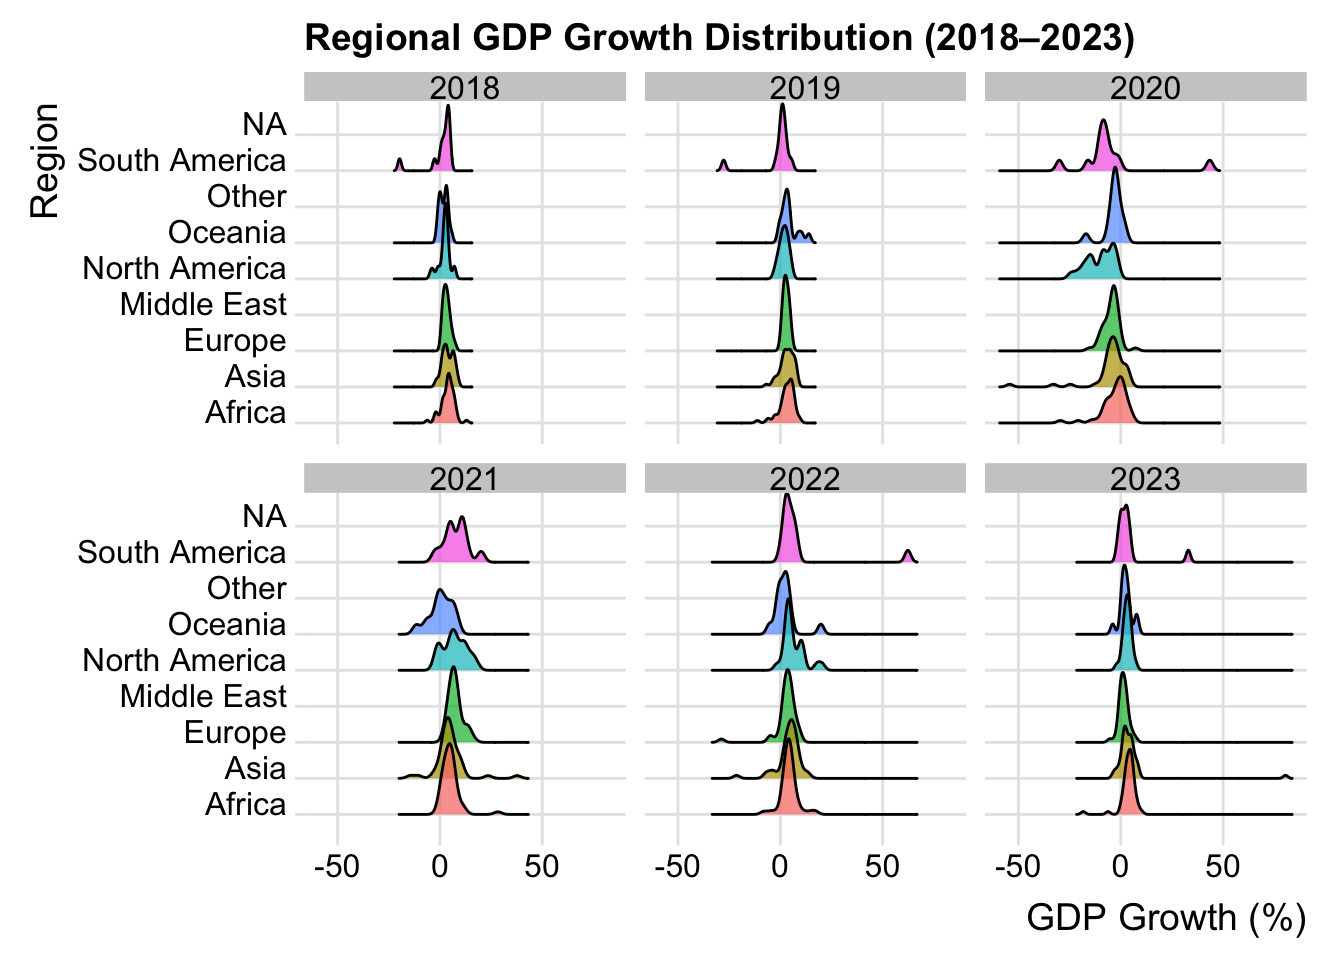 Regional GDP Growth Distribution (2018–2023)
2018
2019
2020
Region
NA
South America
Other
Oceania
North America
Middle East
Europe
Asia
Africa
2021
2022
2023
NA
South America
Other
Oceania
North America
Middle East
Europe
Asia
Africa
-50 0 50
-50 0 50
-50 0 50
GDP Growth (%)